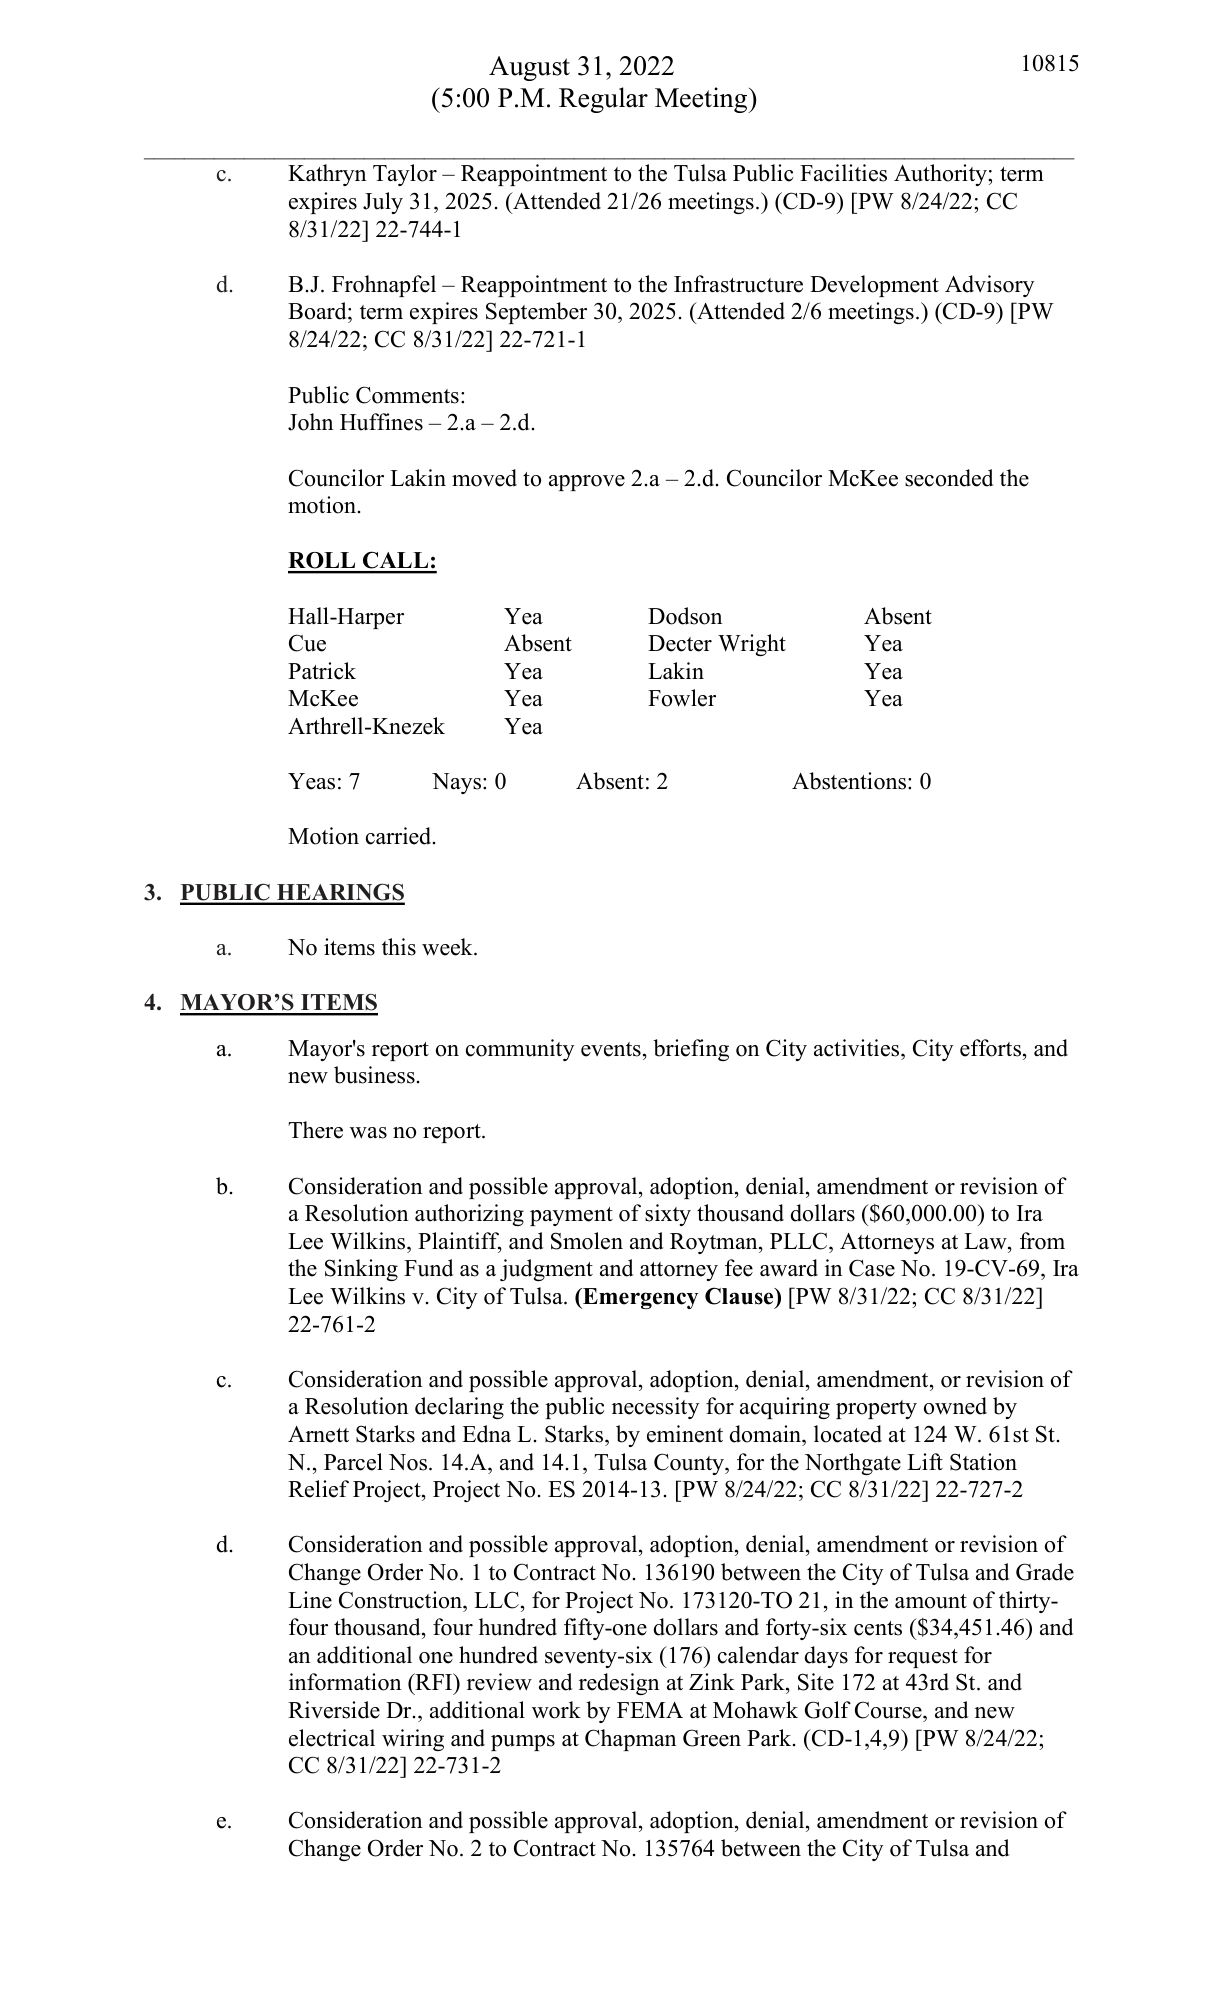 August 31, 2022
10815
(5:00 P.M. Regular Meeting)
c. Kathryn Taylor – Reappointment to the Tulsa Public Facilities Authority; term
expires July 31, 2025. (Attended 21/26 meetings.) (CD-9) [PW 8/24/22; CC
8/31/22] 22-744-1
d. B.J. Frohnapfel – Reappointment to the Infrastructure Development Advisory
Board; term expires September 30, 2025. (Attended 2/6 meetings.) (CD-9) [PW
8/24/22; CC 8/31/22] 22-721-1
Public Comments:
John Huffines – 2.a – 2.d.
Councilor Lakin moved to approve 2.a – 2.d. Councilor McKee seconded the
motion.
ROLL CALL:
Hall-Harper Yea Dodson Absent
Cue Absent Decter Wright Yea
Patrick Yea Lakin Yea
McKee Yea Fowler Yea
Arthrell-Knezek Yea
Yeas: 7 Nays: 0 Absent: 2 Abstentions: 0
Motion carried.
3. PUBLIC HEARINGS
a. No items this week.
4. MAYOR’S ITEMS
a. Mayor's report on community events, briefing on City activities, City efforts, and
new business.
There was no report.
b. Consideration and possible approval, adoption, denial, amendment or revision of
a Resolution authorizing payment of sixty thousand dollars ($60,000.00) to Ira
Lee Wilkins, Plaintiff, and Smolen and Roytman, PLLC, Attorneys at Law, from
the Sinking Fund as a judgment and attorney fee award in Case No. 19-CV-69, Ira
Lee Wilkins v. City of Tulsa. (Emergency Clause) [PW 8/31/22; CC 8/31/22]
22-761-2
c. Consideration and possible approval, adoption, denial, amendment, or revision of
a Resolution declaring the public necessity for acquiring property owned by
Arnett Starks and Edna L. Starks, by eminent domain, located at 124 W. 61st St.
N., Parcel Nos. 14.A, and 14.1, Tulsa County, for the Northgate Lift Station
Relief Project, Project No. ES 2014-13. [PW 8/24/22; CC 8/31/22] 22-727-2
d. Consideration and possible approval, adoption, denial, amendment or revision of
Change Order No. 1 to Contract No. 136190 between the City of Tulsa and Grade
Line Construction, LLC, for Project No. 173120-TO 21, in the amount of thirty-
four thousand, four hundred fifty-one dollars and forty-six cents ($34,451.46) and
an additional one hundred seventy-six (176) calendar days for request for
information (RFI) review and redesign at Zink Park, Site 172 at 43rd St. and
Riverside Dr., additional work by FEMA at Mohawk Golf Course, and new
electrical wiring and pumps at Chapman Green Park. (CD-1,4,9) [PW 8/24/22;
CC 8/31/22] 22-731-2
e. Consideration and possible approval, adoption, denial, amendment or revision of
Change Order No. 2 to Contract No. 135764 between the City of Tulsa and